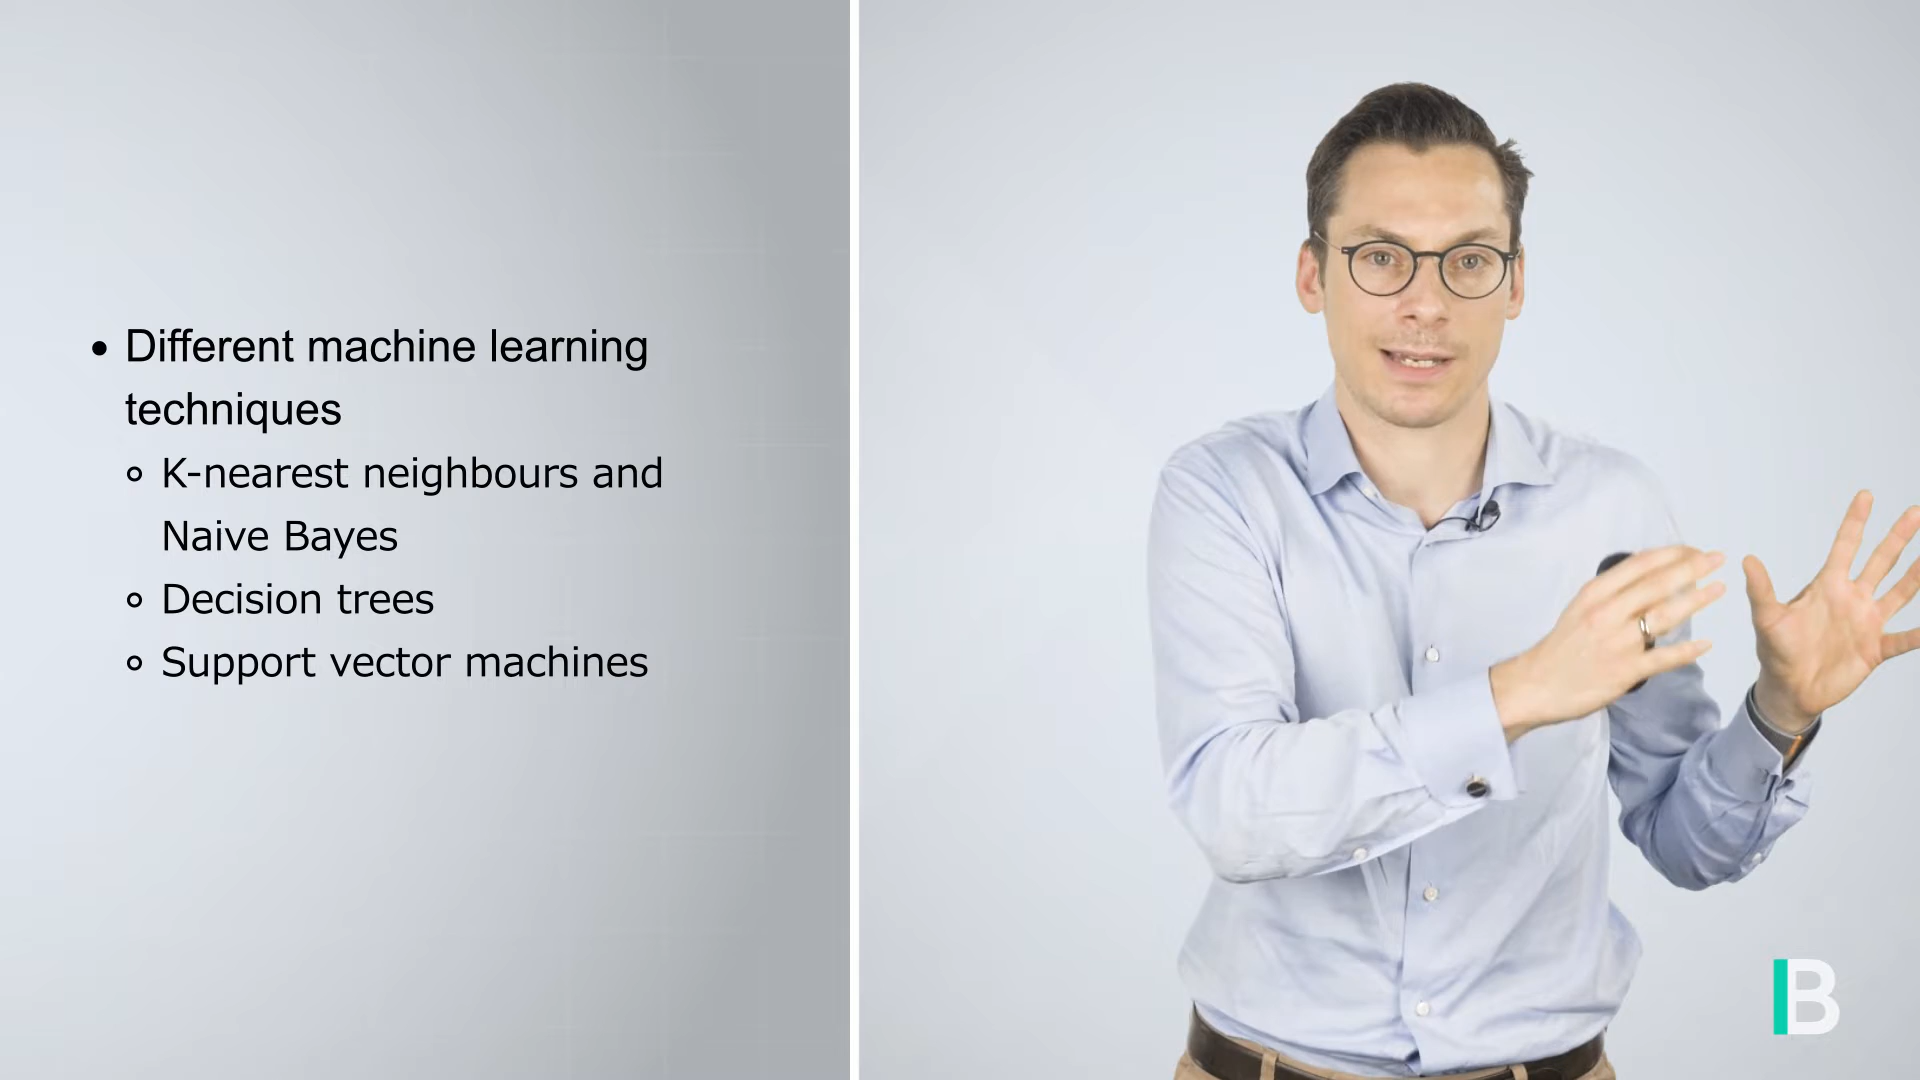 • Different machine learning
techniques
o K-nearest neighbours and
Naive Bayes
o Decision trees
o Support vector machines
B